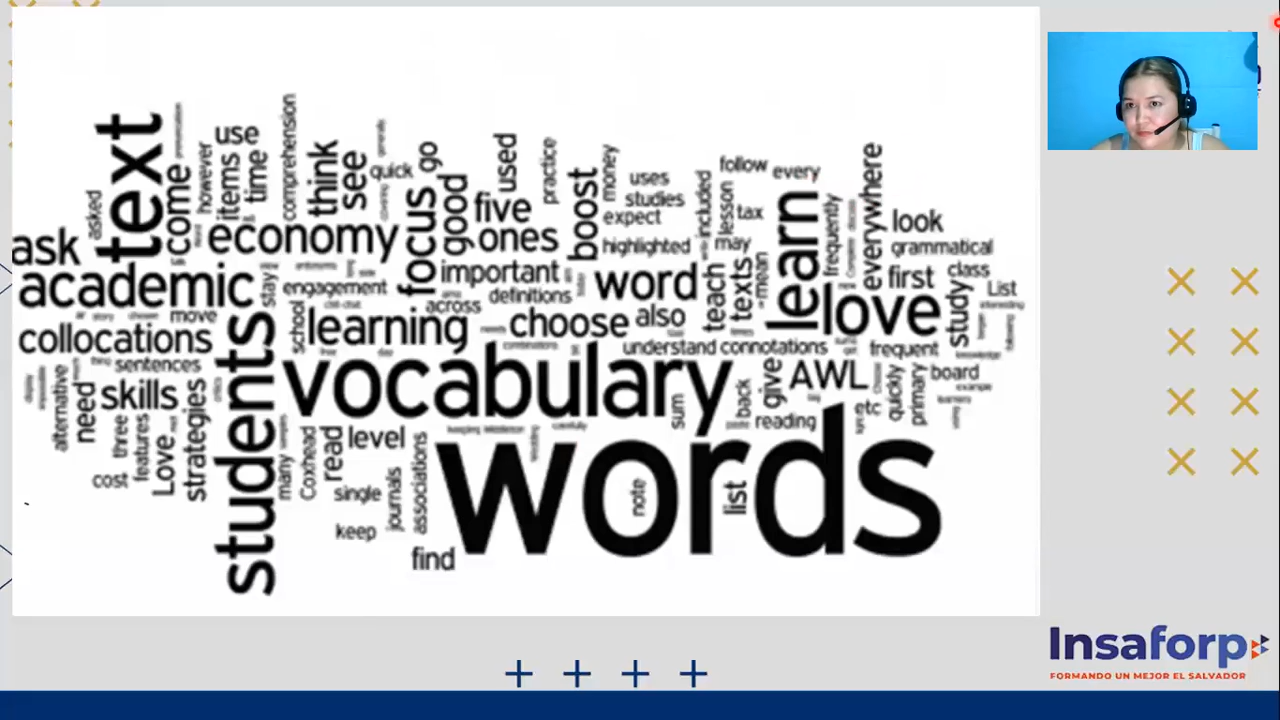 text
asked
come
however
use
items
time
comprehension
think
see
quick
go
used
practice
boost
money
uses
studies
expect
follow
every
included
lesson
tax
may
learn
frequently
everywhere
look
grammatical
ask
economy
focus
good
five
ones
highlighted
academic
stay
engagement
important
definitions
word
teach
texts
mean
first
class
List
love
study
collocations
move
school
learning
across
choose
also
understand
connotations
frequent
sentences
students
vocabulary
AWL
give
board
alternative
need
skills
strategies
sum
back
reading
etc
quickly
primary
three
features
Love
cost
many
Coxhead
read
level
single
journals
associations
keep
find
words
note
list
Insaforp
FORMANDO UN MEJOR EL SALVADOR